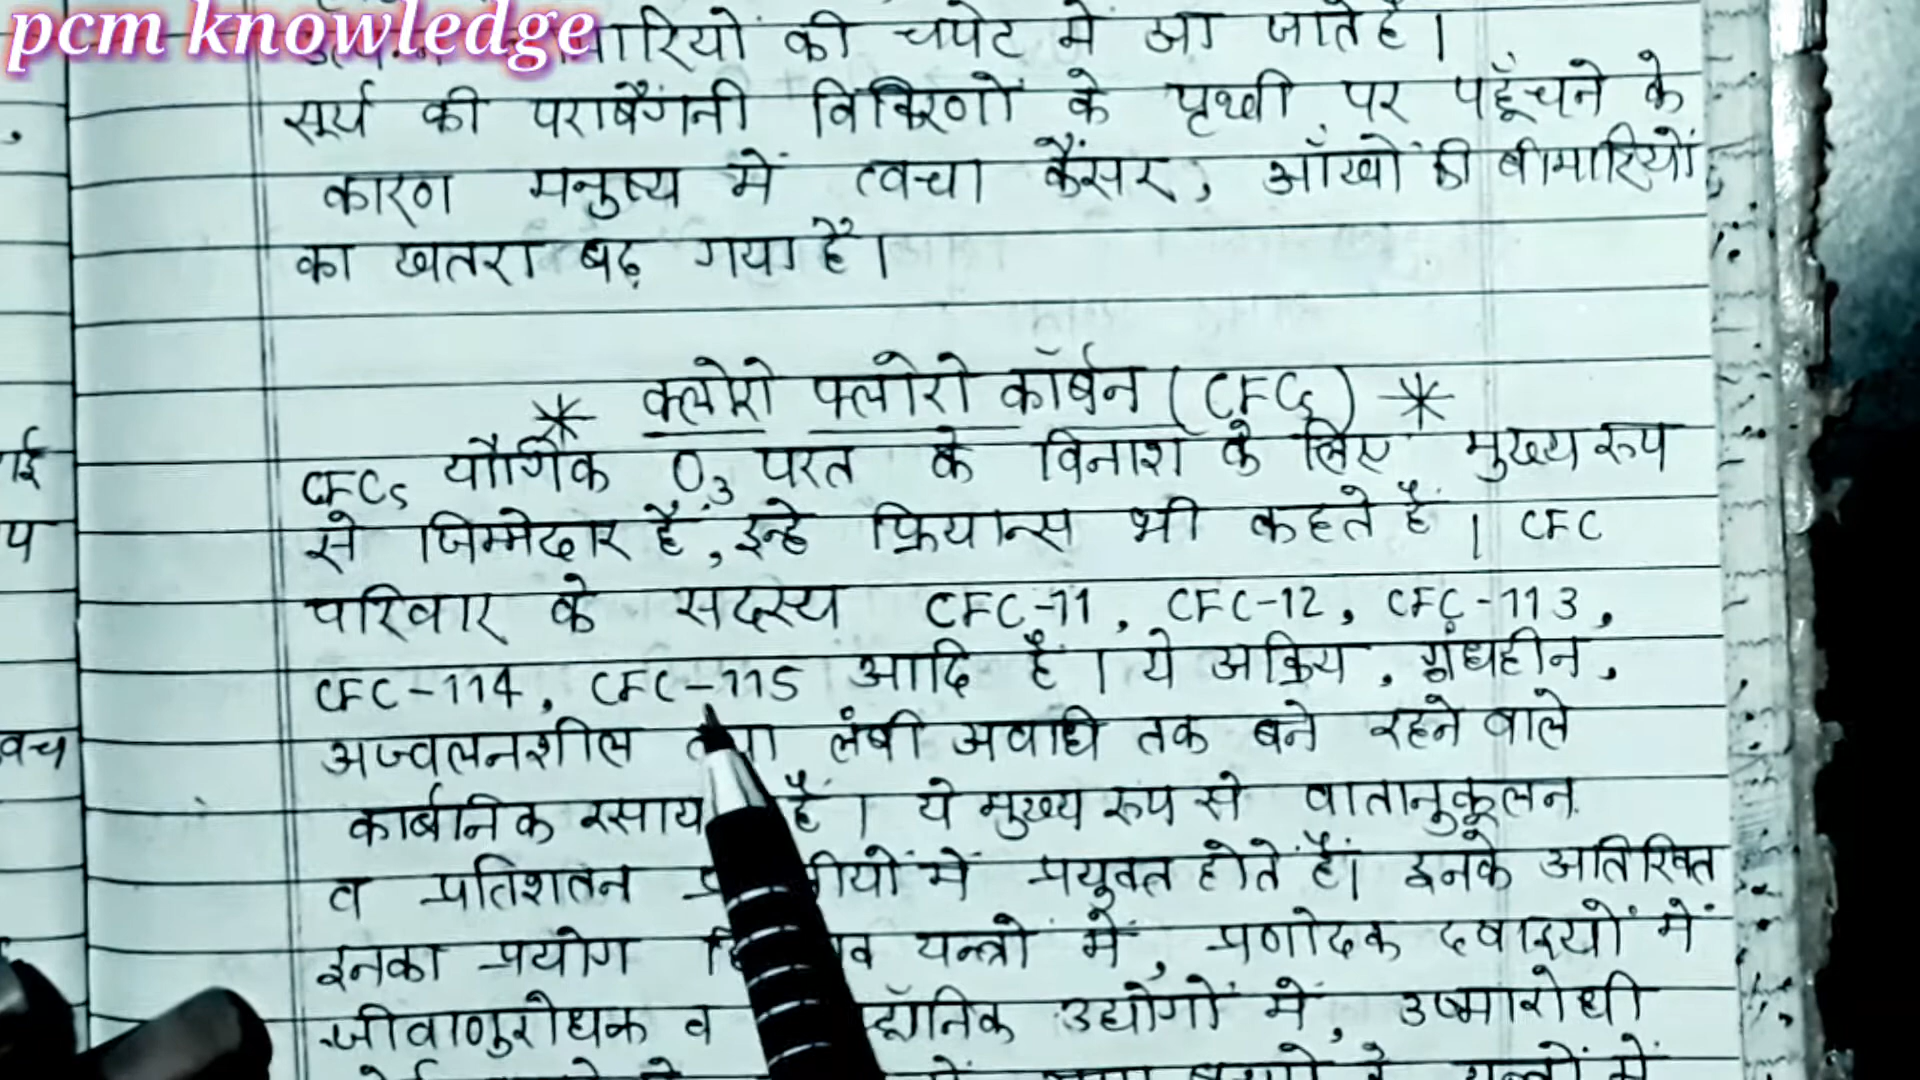 pcm knowledge
की चपेट में आ जाते है।
सूर्य की पराबैंगनी विकिरणों के पृथ्वी पर पहुँचने के
कारण मनुष्य में त्वचा कैंसर, आँखों की बीमारियों
का खतरा बढ़ गया है।
* क्लोरो फ्लोरो कॉर्बन (CFCs) *
CFCs यौगिक O₃ परत के विनाश के लिए मुख्य रूप
से जिम्मेदार हैं, इन्हे फ्रियान्स भी कहते हैं। CFC
परिवार के सदस्य CFC-11, CFC-12, CFC-113,
CFC-114, CFC-115 आदि हैं। ये अक्रिय, गंधहीन,
अज्वलनशील लंबी अवधि तक बने रहने वाले
कार्बनिक हैं। ये मुख्य रूप से वातानुकूलन
व प्रतिशतन में प्रयुक्त होते हैं। इनके अतिरिक्त
इनका प्रयोग यन्त्रो में, प्रणोदक दवाइयों में
जीवाणुरोधक व उद्योगों में, उष्मारोधी